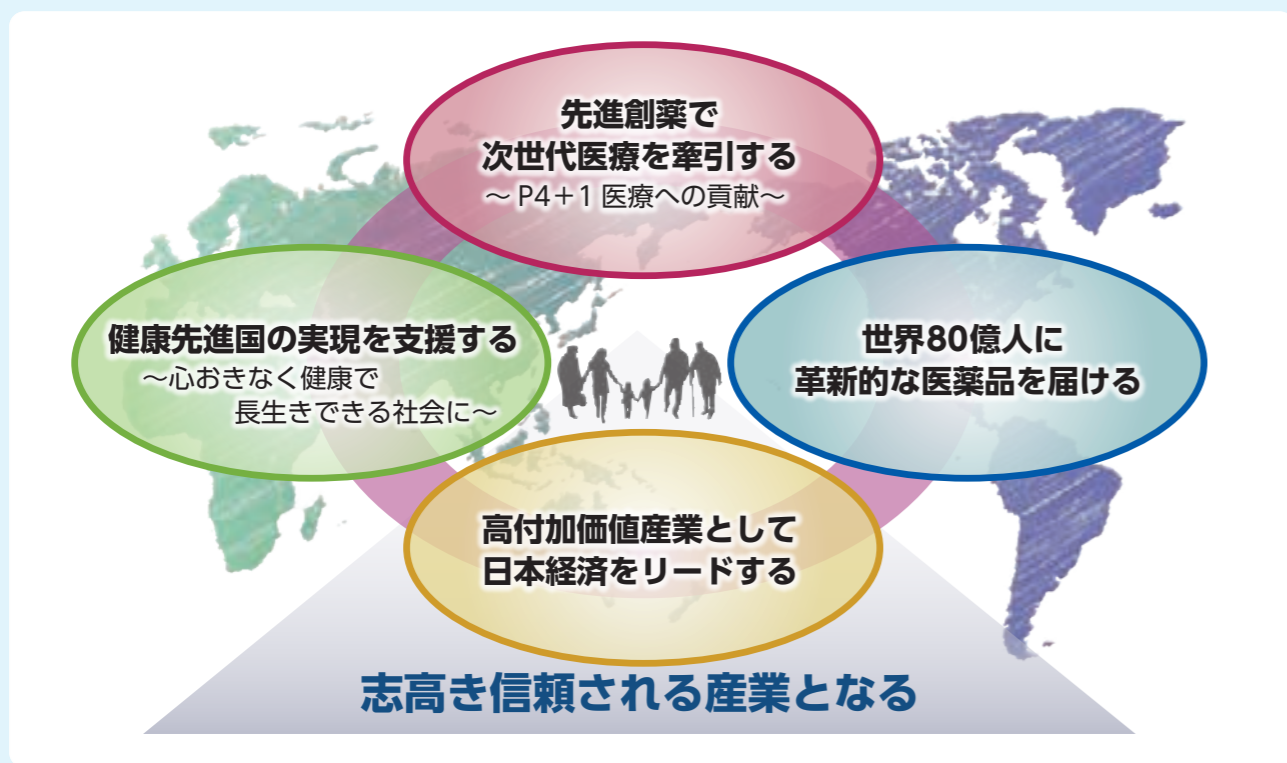 先進創薬で
次世代医療を牽引する
～P4＋1 医療への貢献～
健康先進国の実現を支援する
～心おきなく健康で
長生きできる社会に～
世界80億人に
革新的な医薬品を届ける
高付加価値産業として
日本経済をリードする
志高き信頼される産業となる